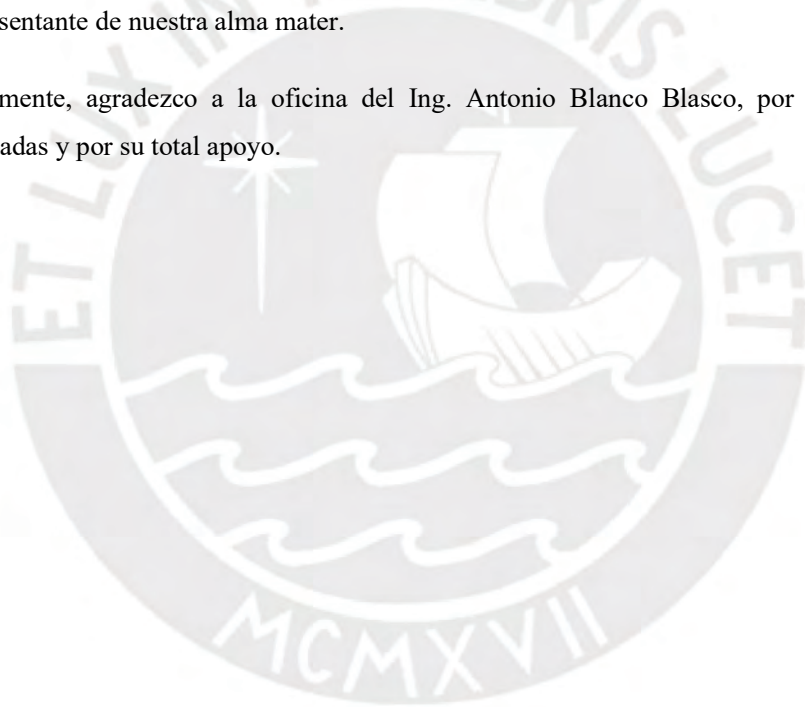 sentante de nuestra alma mater.
mente, agradezco a la oficina del Ing. Antonio Blanco Blasco, por
adas y por su total apoyo.
ET LUX IN BRIS LUCET
MCMXVII